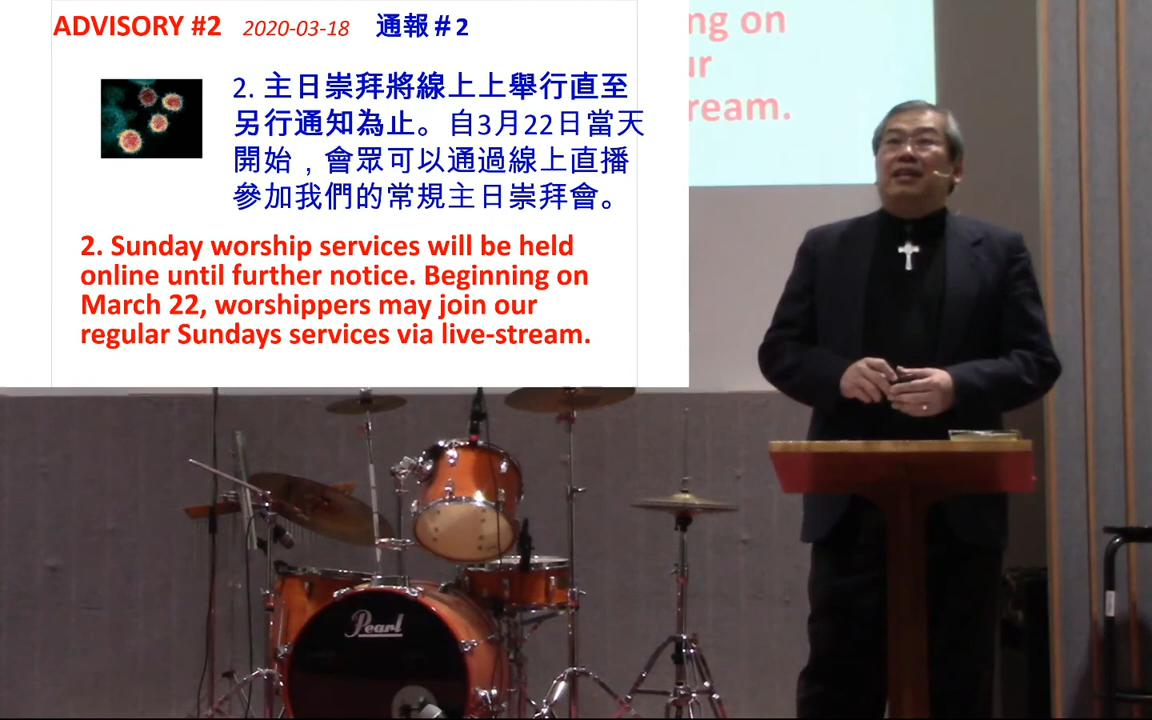 ADVISORY #2 2020-03-18 通報#2
2. 主日崇拜將線上上舉行直至
另行通知為止。自3月22日當天
開始，會眾可以通過線上直播
參加我們的常規主日崇拜會。
2. Sunday worship services will be held
online until further notice. Beginning on
March 22, worshippers may join our
regular Sundays services via live-stream.
ng on
ur
ream.
Pearl